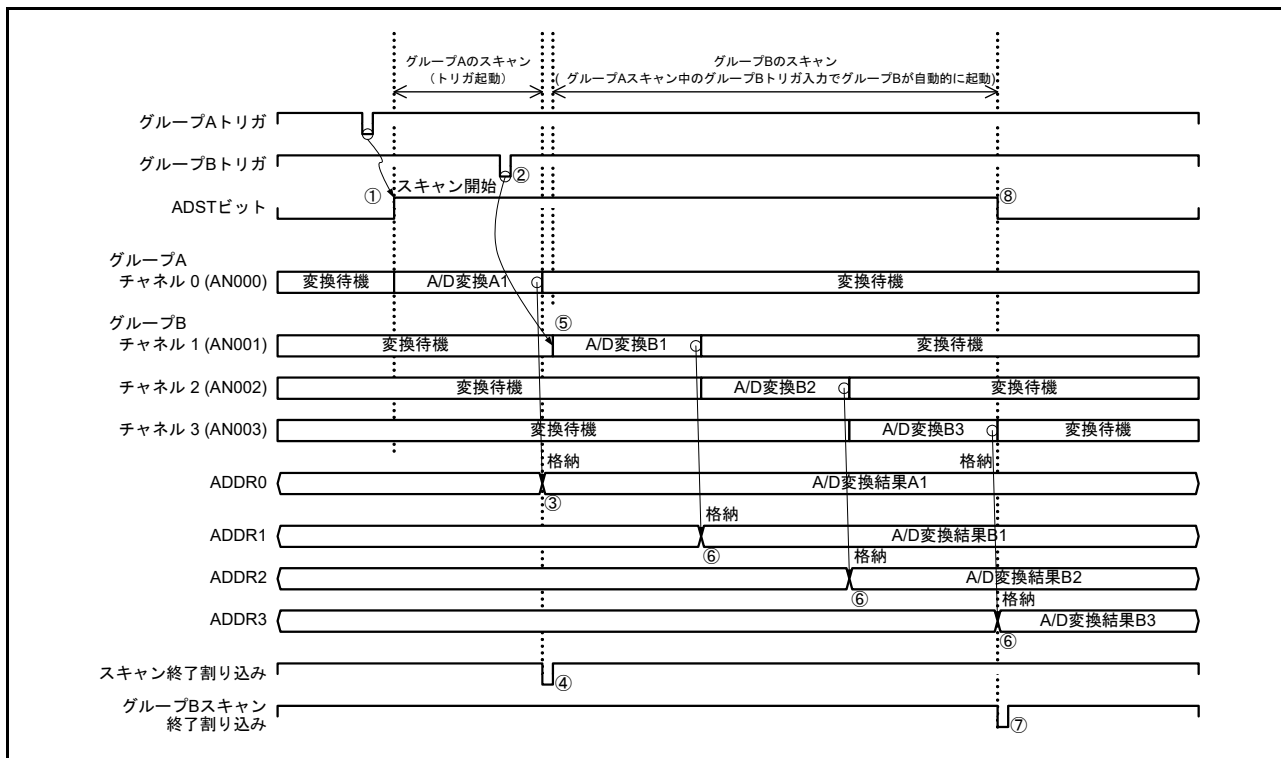 グループAのスキャン
（トリガ起動）
グループBのスキャン
( グループAスキャン中のグループBトリガ入力でグループBが自動的に起動)
グループAトリガ
グループBトリガ
②
① スキャン開始 ⑧
ADSTビット
グループA
チャネル 0 (AN000) 変換待機 A/D変換A1 変換待機
グループB
⑤
チャネル 1 (AN001) 変換待機 A/D変換B1 変換待機
チャネル 2 (AN002) 変換待機 A/D変換B2 変換待機
チャネル 3 (AN003) 変換待機 A/D変換B3 変換待機
格納 格納
ADDR0 A/D変換結果A1
③
格納
ADDR1 A/D変換結果B1
⑥ 格納
ADDR2 A/D変換結果B2
⑥ 格納
ADDR3 A/D変換結果B3
⑥
スキャン終了割り込み
④
グループBスキャン
終了割り込み
⑦